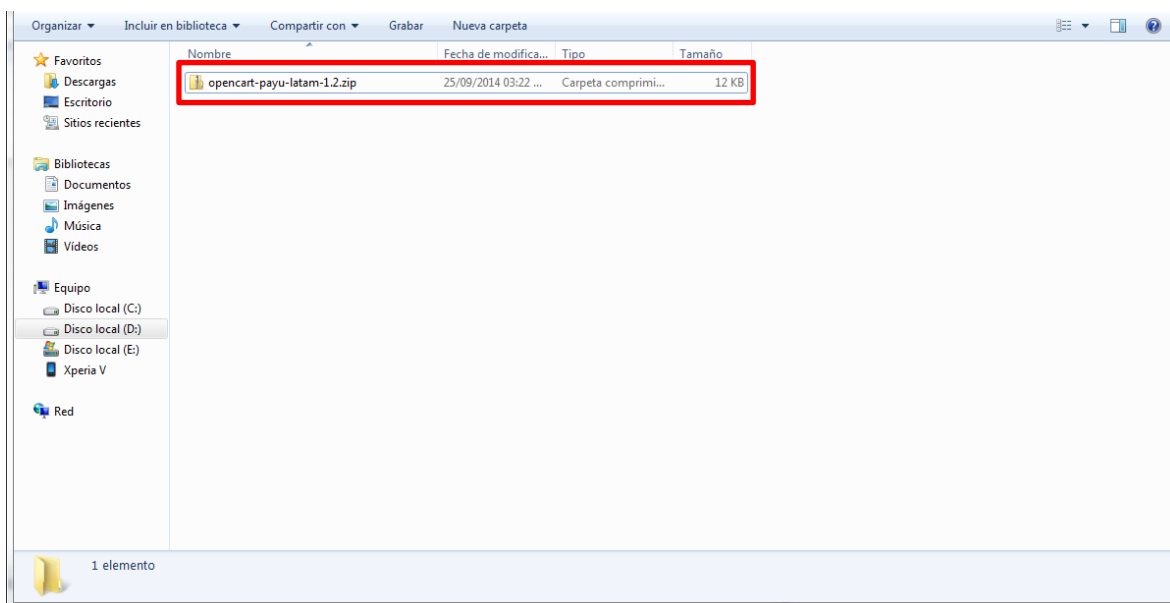 Organizar Incluir en biblioteca Compartir con Grabar Nueva carpeta
Favoritos
Descargas
Escritorio
Sitios recientes
Bibliotecas
Documentos
Imágenes
Música
Vídeos
Equipo
Disco local (C:)
Disco local (D:)
Disco local (E:)
Xperia V
Red
Nombre Fecha de modifica... Tipo Tamaño
opencart-payu-latam-1.2.zip 25/09/2014 03:22 ... Carpeta comprimi... 12 KB
1 elemento